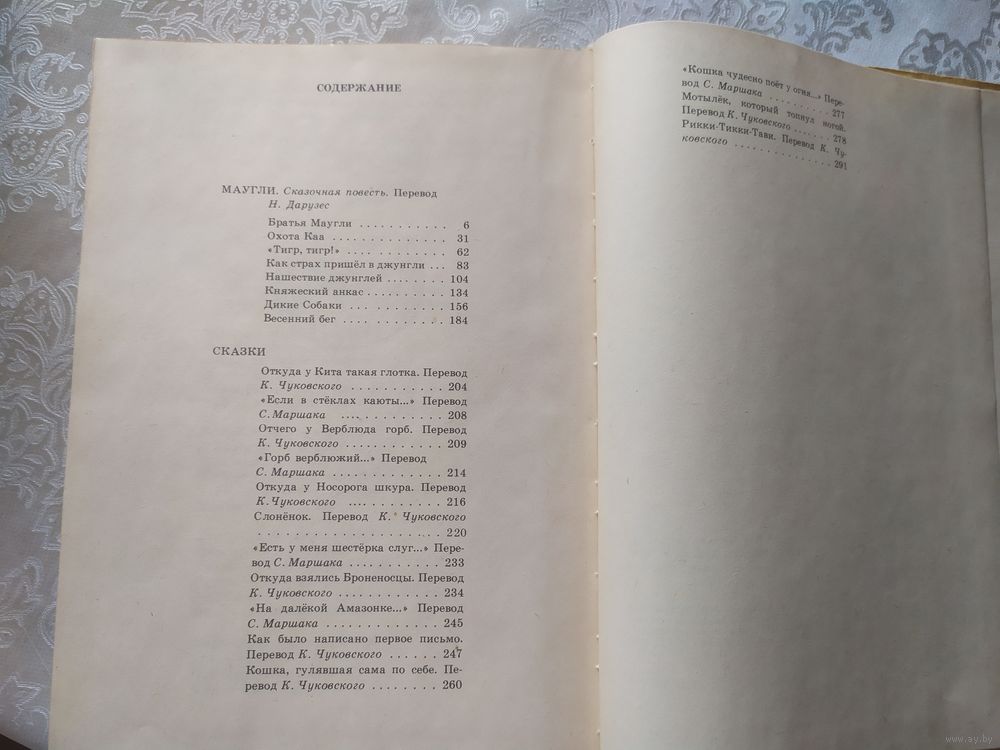 СОДЕРЖАНИЕ
МАУГЛИ. Сказочная повесть. Перевод
Н. Дарузес
Братья Маугли . . . . . . . . . . . 6
Охота Каа . . . . . . . . . . . . . . 31
«Тигр, тигр!» . . . . . . . . . . . . 62
Как страх пришёл в джунгли . . . 83
Нашествие джунглей . . . . . . . . 104
Княжеский анкас . . . . . . . . . . 134
Дикие Собаки . . . . . . . . . . . . 156
Весенний бег . . . . . . . . . . . . 184
СКАЗКИ
Откуда у Кита такая глотка. Перевод
К. Чуковского . . . . . . . . . . . 204
«Если в стёклах каюты...» Перевод
С. Маршака . . . . . . . . . . . . 208
Отчего у Верблюда горб. Перевод
К. Чуковского . . . . . . . . . . . . 209
«Горб верблюжий...» Перевод
С. Маршака . . . . . . . . . . . . . 214
Откуда у Носорога шкура. Перевод
К. Чуковского . . . . . . . . . . . 216
Слонёнок. Перевод К. Чуковского
. . . . . . . . . . . . . . . . . . . . . . 220
«Есть у меня шестёрка слуг...» Пере-
вод С. Маршака . . . . . . . . . . . 233
Откуда взялись Броненосцы. Перевод
К. Чуковского . . . . . . . . . . . . 234
«На далёкой Амазонке...» Перевод
С. Маршака . . . . . . . . . . . . . 245
Как было написано первое письмо.
Перевод К. Чуковского . . . . . . 247
Кошка, гулявшая сама по себе. Пе-
ревод К. Чуковского . . . . . . . . 260
«Кошка чудесно поёт у огня...» Пере-
вод С. Маршака . . . . . . . . . . 277
Мотылёк, который топнул ногой.
Перевод К. Чуковского . . . . . . 278
Рикки-Тикки-Тави. Перевод К. Чу-
ковского . . . . . . . . . . . . . . . 291
www.ay.by